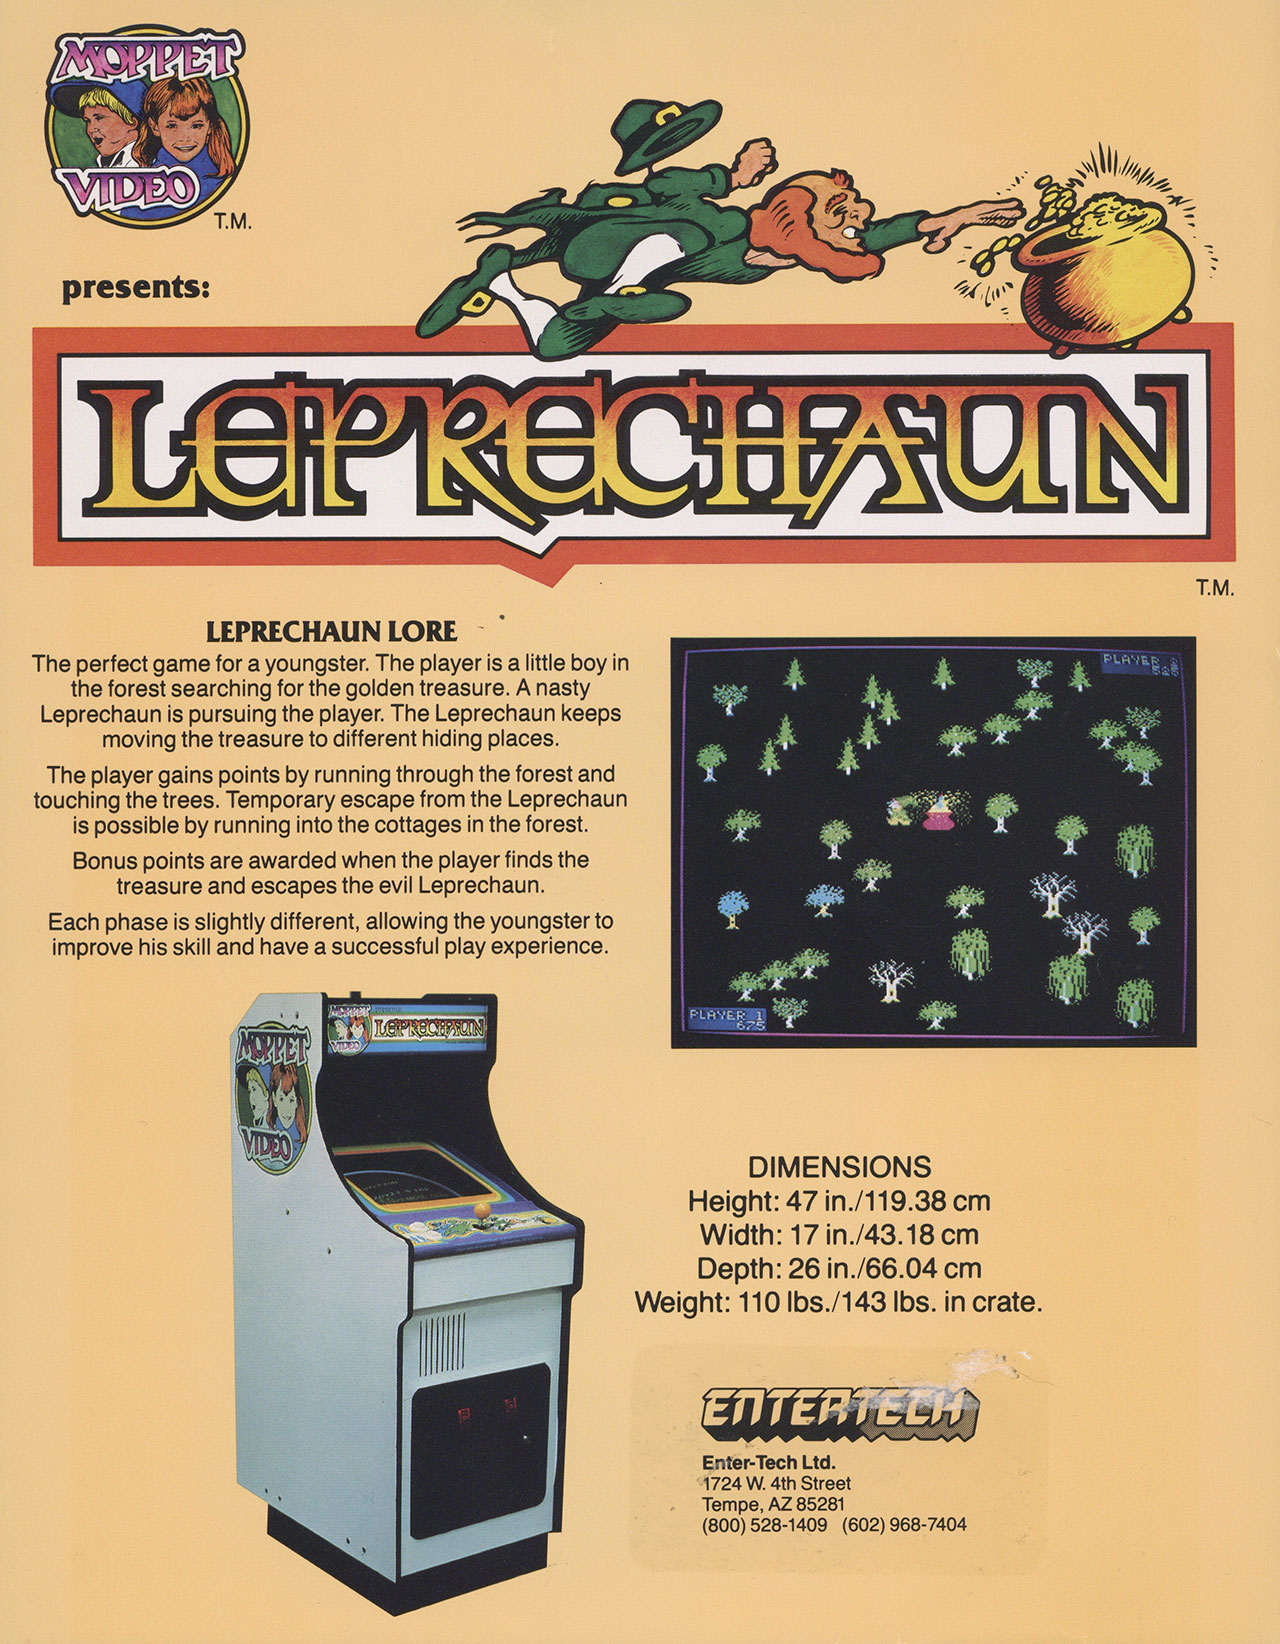 MOPPET
VIDEO
T.M.
presents:
LEPRECHAUN
T.M.
LEPRECHAUN LORE
The perfect game for a youngster. The player is a little boy in
the forest searching for the golden treasure. A nasty
Leprechaun is pursuing the player. The Leprechaun keeps
moving the treasure to different hiding places.
The player gains points by running through the forest and
touching the trees. Temporary escape from the Leprechaun
is possible by running into the cottages in the forest.
Bonus points are awarded when the player finds the
treasure and escapes the evil Leprechaun.
Each phase is slightly different, allowing the youngster to
improve his skill and have a successful play experience.
PLAYER
PLAYER 1
675
MOPPET
VIDEO
LEPRECHAUN
MOPPET
VIDEO
DIMENSIONS
Height: 47 in./119.38 cm
Width: 17 in./43.18 cm
Depth: 26 in./66.04 cm
Weight: 110 lbs./143 lbs. in crate.
ENTERTECH
Enter-Tech Ltd.
1724 W. 4th Street
Tempe, AZ 85281
(800) 528-1409 (602) 968-7404